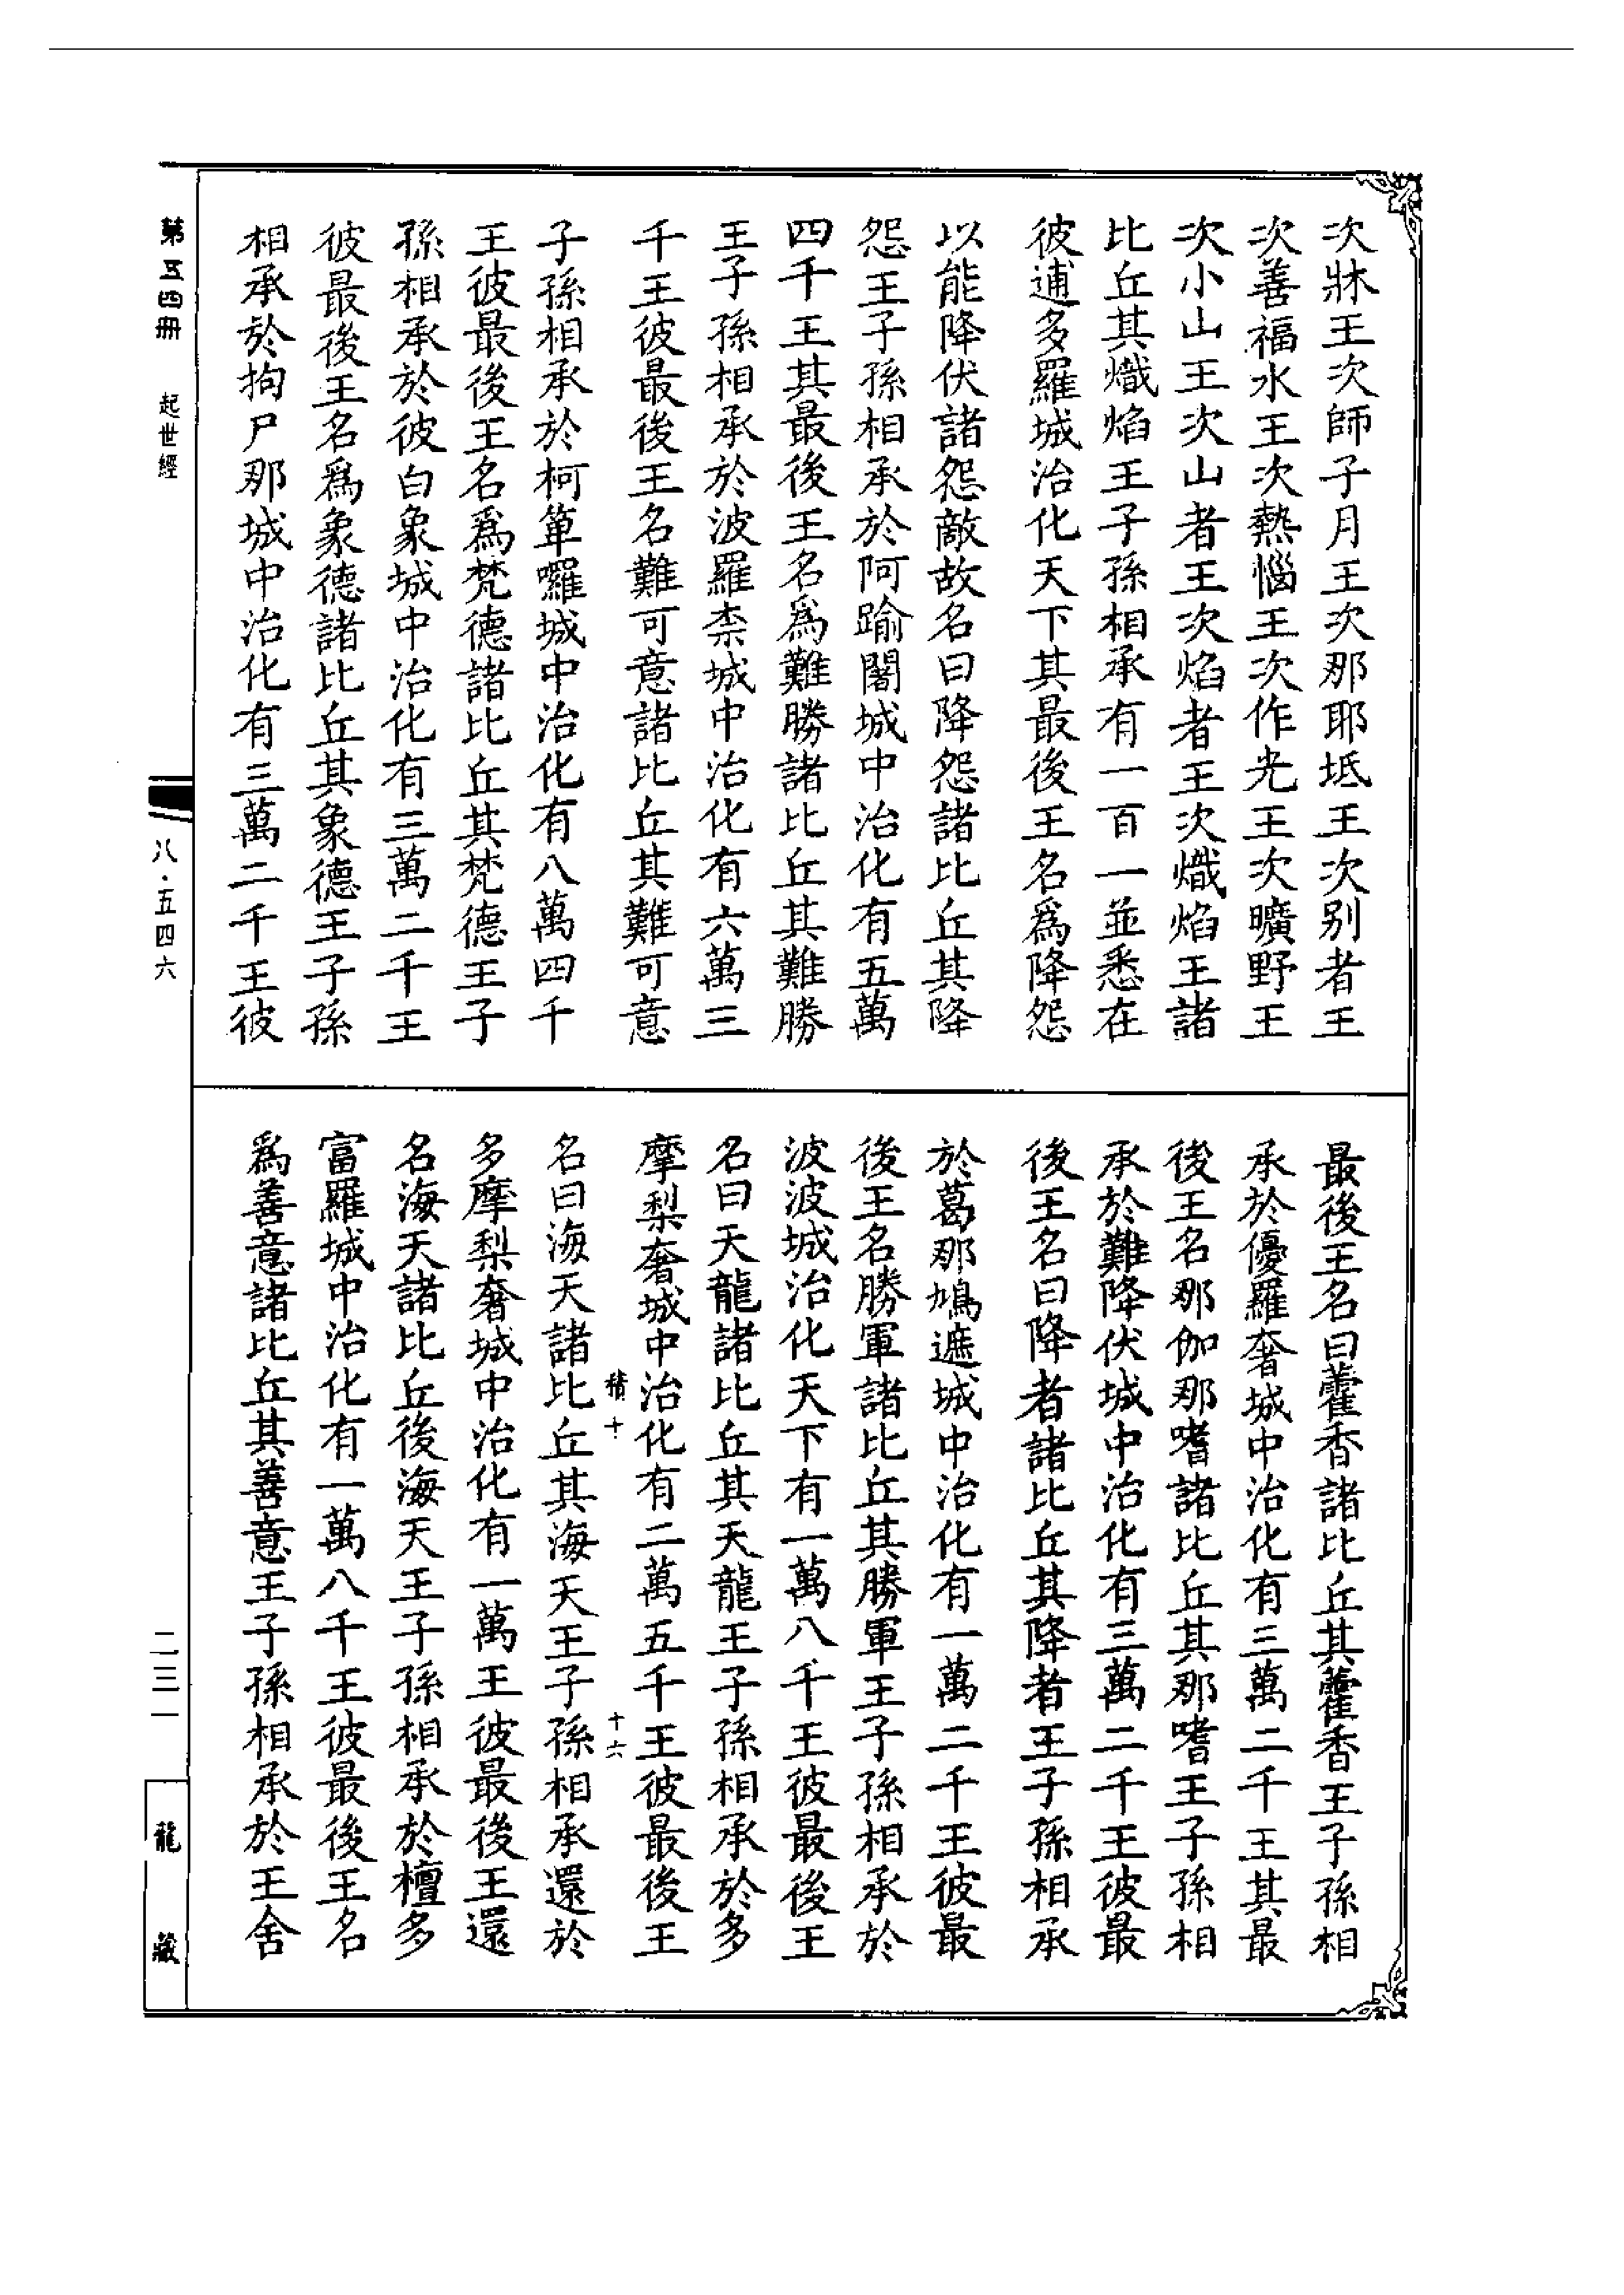 次牀王次師子月王次那耶坻王次别者王
次善福水王次熱惱王次作光王次曠野王
次小山王次山者王次焰者王次熾焰王諸
比丘其熾焰王子孫相承有一百一並悉在
彼逋多羅城治化天下其最後王名爲降怨
以能降伏諸怨敵故名曰降怨諸比丘其降
怨王子孫相承於阿踰闍城中治化有五萬
四千王其最後王名爲難勝諸比丘其難勝
王子孫相承於波羅柰城中治化有六萬三
千王彼最後王名難可意諸比丘其難可意
子孫相承於柯箄囉城中治化有八萬四千
王彼最後王名爲梵德諸比丘其梵德王子
孫相承於彼白象城中治化有三萬二千王
彼最後王名爲象德諸比丘其象德王子孫
相承於拘尸那城中治化有三萬二千王彼
最後王名曰藿香諸比丘其藿香王子孫相
承於優羅奢城中治化有三萬二千王其最
後王名那伽那嗜諸比丘其那嗜王子孫相
承於難降伏城中治化有三萬二千王彼最
後王名曰降者諸比丘其降者王子孫相承
於葛那鳩遮城中治化有一萬二千王彼最
後王名勝軍諸比丘其勝軍王子孫相承於
波波城治化天下有一萬八千王彼最後王
名曰天龍諸比丘其天龍王子孫相承於多
摩梨奢城中治化有二萬五千王彼最後王
積十 十六
名曰海天諸比丘其海天王子孫相承還於
多摩梨奢城中治化有一萬王彼最後王還
名海天諸比丘後海天王子孫相承於檀多
富羅城中治化有一萬八千王彼最後王名
爲善意諸比丘其善意王子孫相承於王舍
第五四冊 起世經
八·五四六
二三一
龍藏